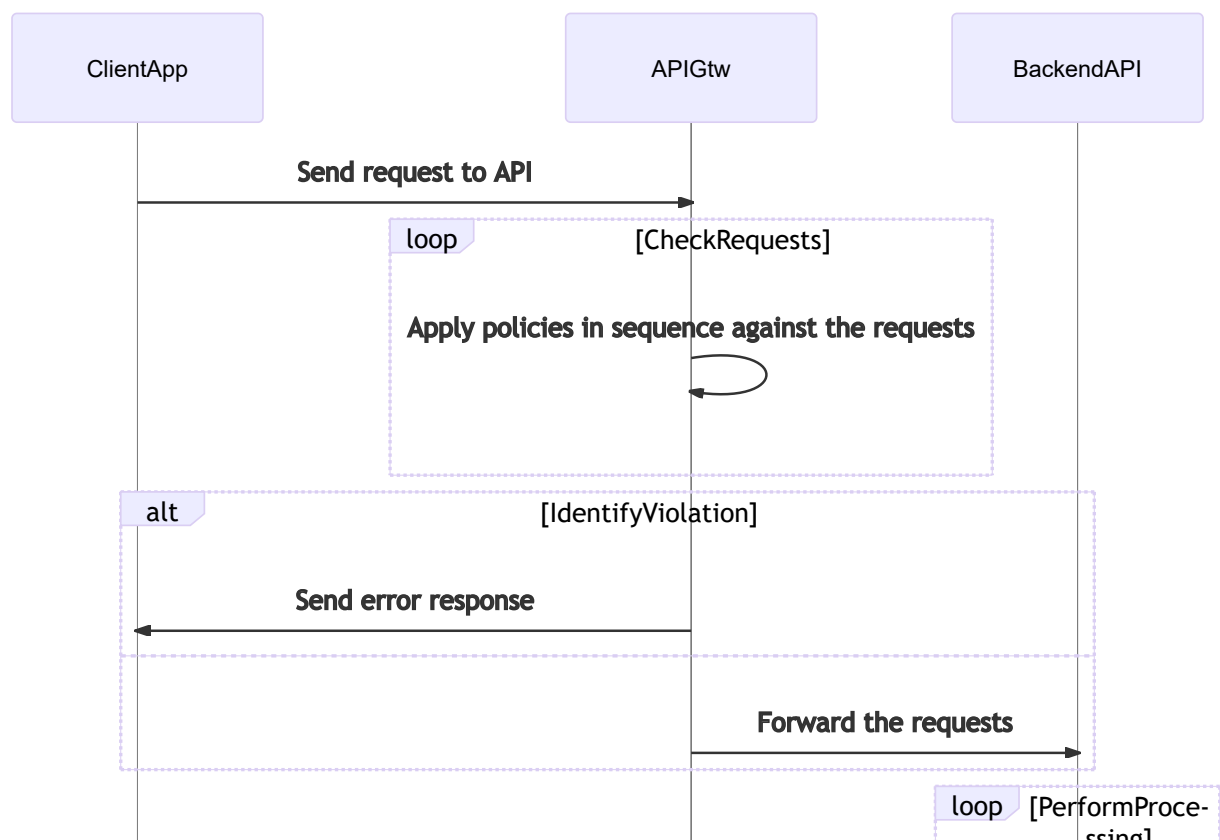 ClientApp
APIGtw
BackendAPI
Send request to API
loop
[CheckRequests]
Apply policies in sequence against the requests
alt
[IdentifyViolation]
Send error response
Forward the requests
loop
[PerformProce-
ssing]